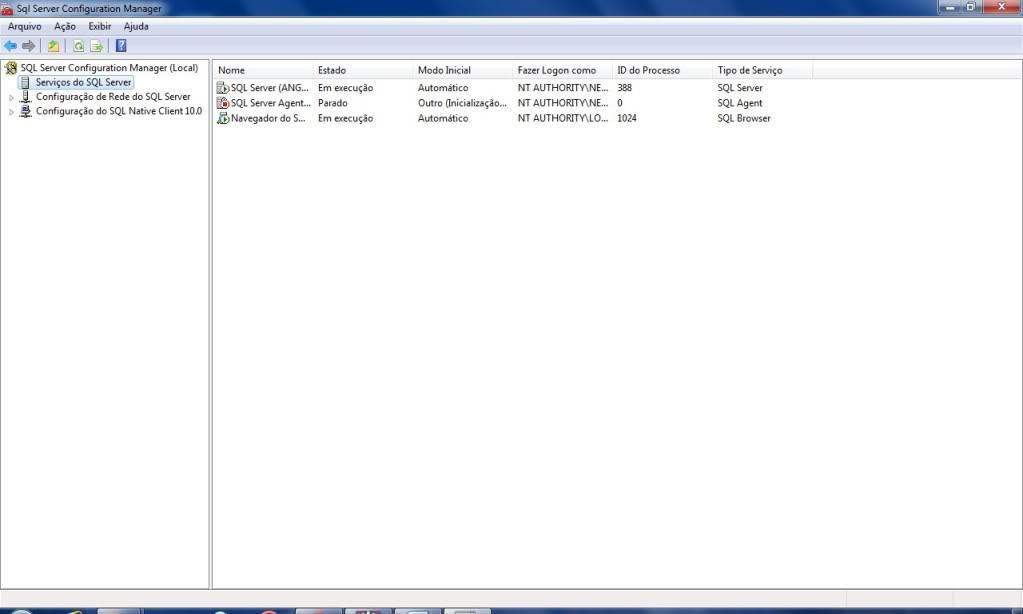 Sql Server Configuration Manager
Arquivo Ação Exibir Ajuda
SQL Server Configuration Manager (Local)
Serviços do SQL Server
Configuração de Rede do SQL Server
Configuração do SQL Native Client 10.0
Nome Estado Modo Inicial Fazer Logon como ID do Processo Tipo de Serviço
SQL Server (ANG... Em execução Automático NT AUTHORITY\NE... 388 SQL Server
SQL Server Agent... Parado Outro (Inicialização... NT AUTHORITY\NE... 0 SQL Agent
Navegador do S... Em execução Automático NT AUTHORITY\LO... 1024 SQL Browser